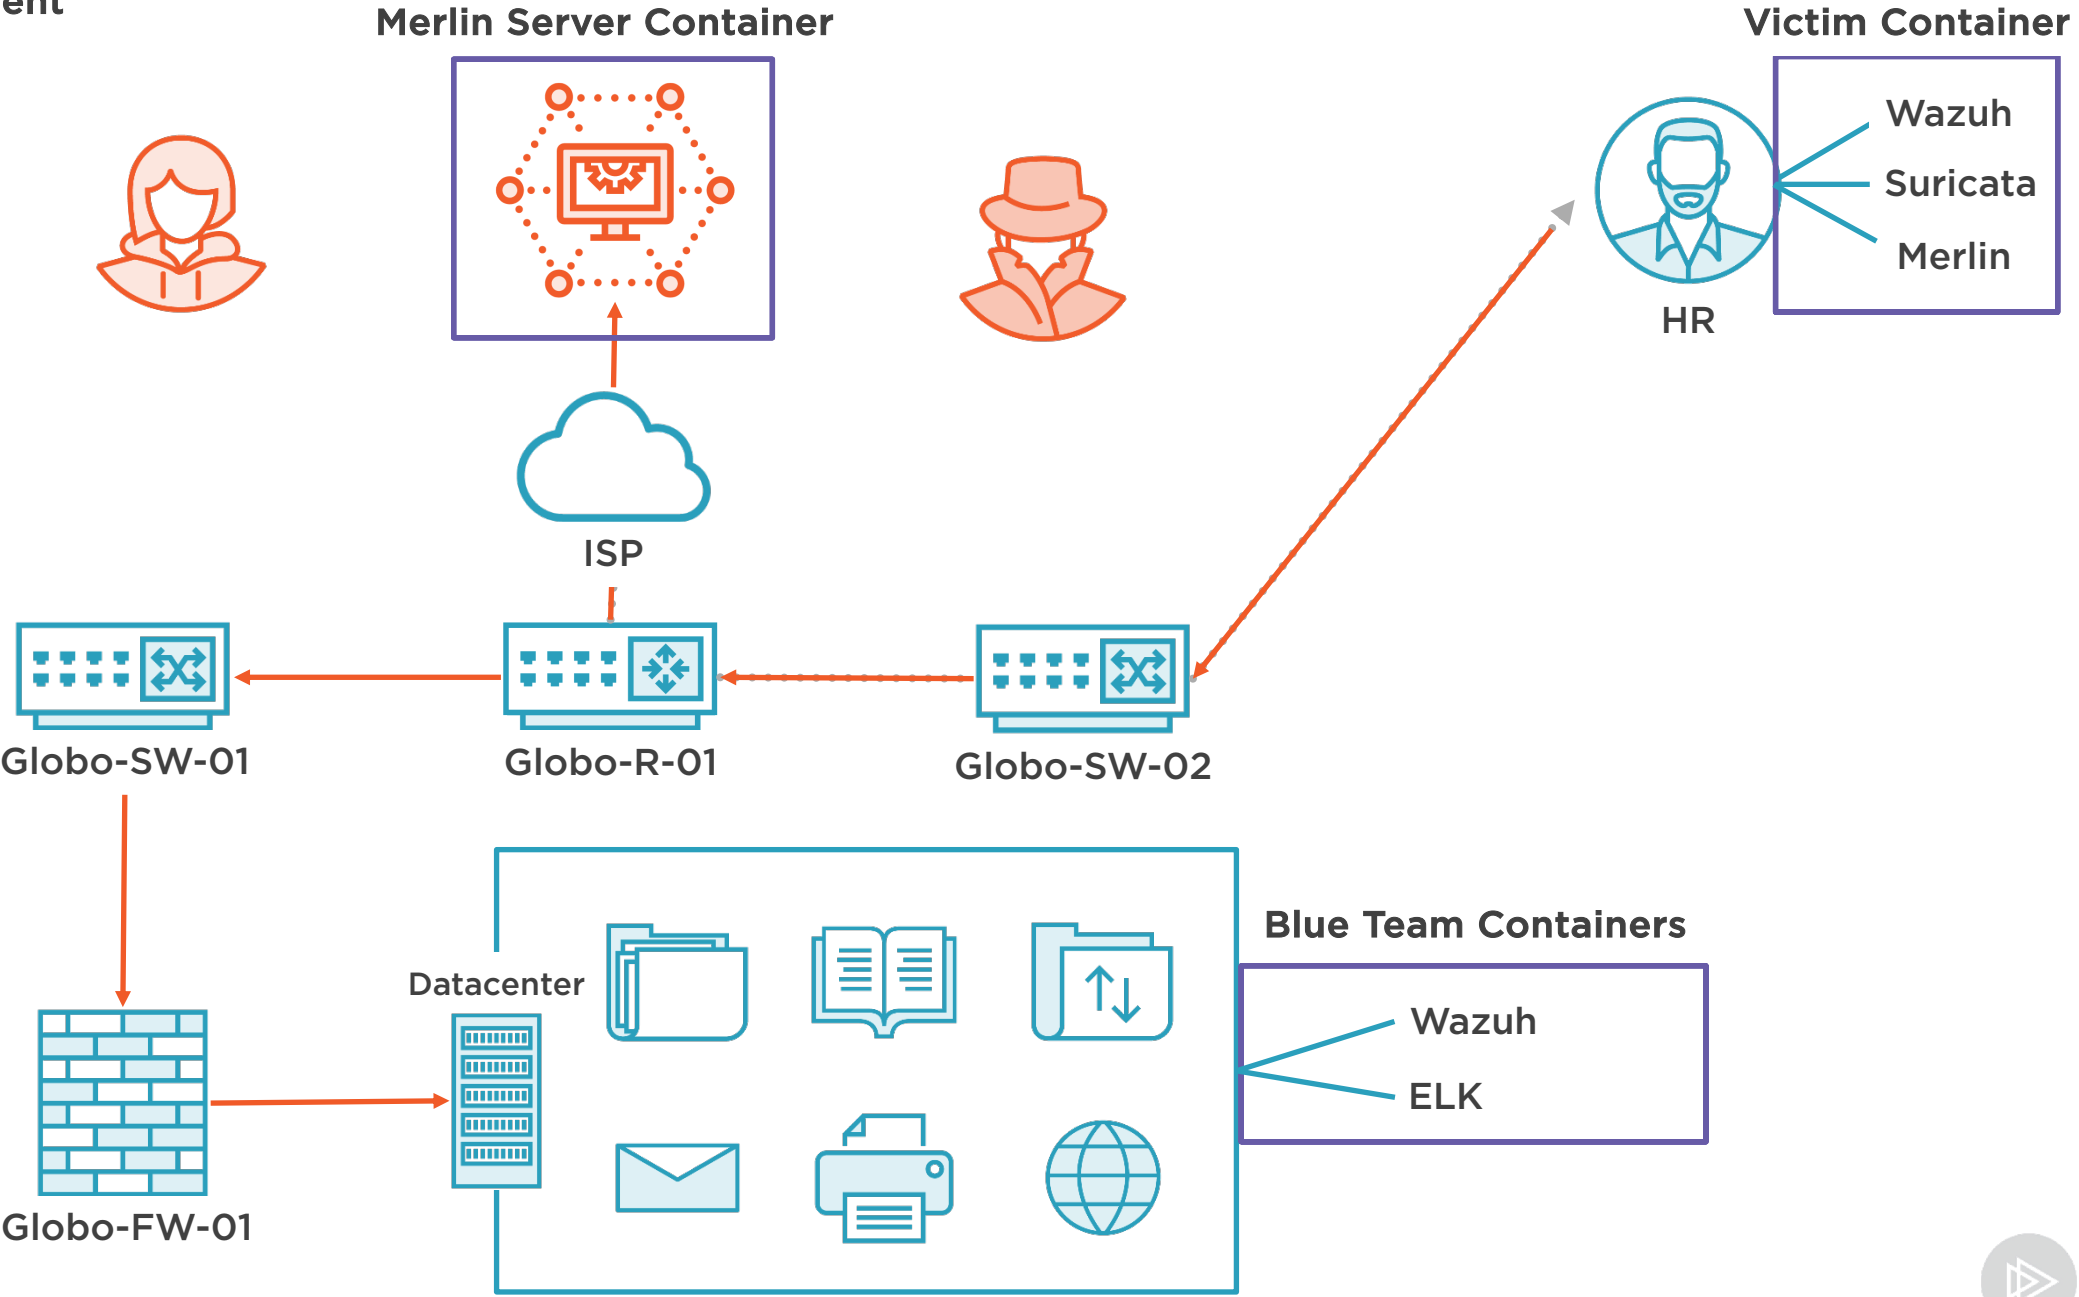 ent
Merlin Server Container
Victim Container
Wazuh
Suricata
Merlin
HR
ISP
Globo-SW-01
Globo-R-01
Globo-SW-02
Blue Team Containers
Datacenter
Wazuh
ELK
Globo-FW-01